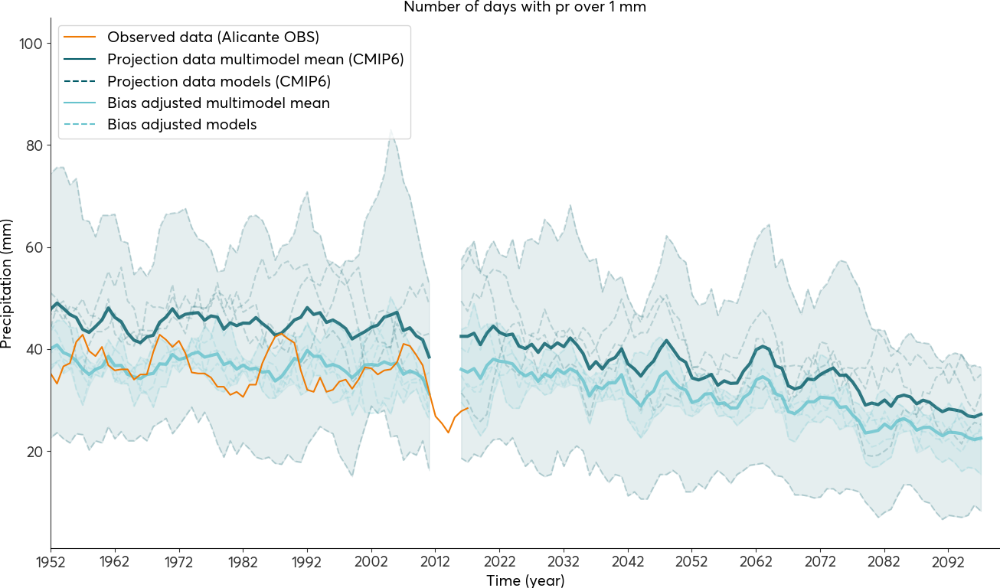 Number of days with pr over 1 mm
Observed data (Alicante OBS)
Projection data multimodel mean (CMIP6)
Projection data models (CMIP6)
Bias adjusted multimodel mean
Bias adjusted models
Precipitation (mm)
100
80
60
40
20
1952 1962 1972 1982 1992 2002 2012 2022 2032 2042 2052 2062 2072 2082 2092
Time (year)